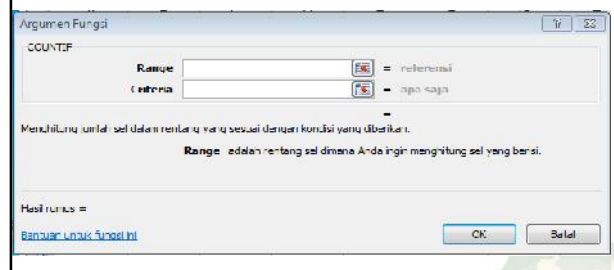 Argumen Fungsi
COUNTIF
Range = referensi
Criteria = apa saja
=
Menghitung jumlah sel dalam rentang yang sesuai dengan kondisi yang diberikan.
Range adalah rentang sel dimana Anda ingin menghitung sel yang berisi.
Hasil rumus =
Bantuan untuk fungsi ini
OK Batal